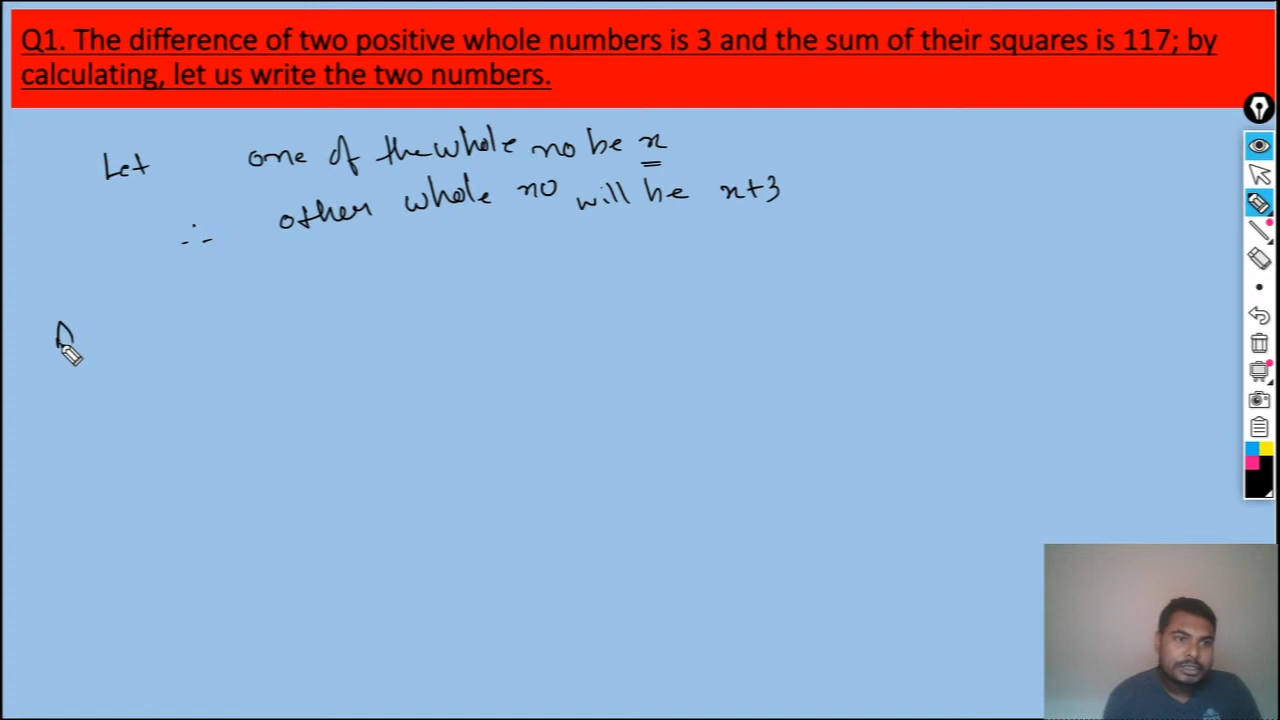 Q1. The difference of two positive whole numbers is 3 and the sum of their squares is 117; by
calculating, let us write the two numbers.
Let one of the whole no be x
∴ other whole no will be x+3